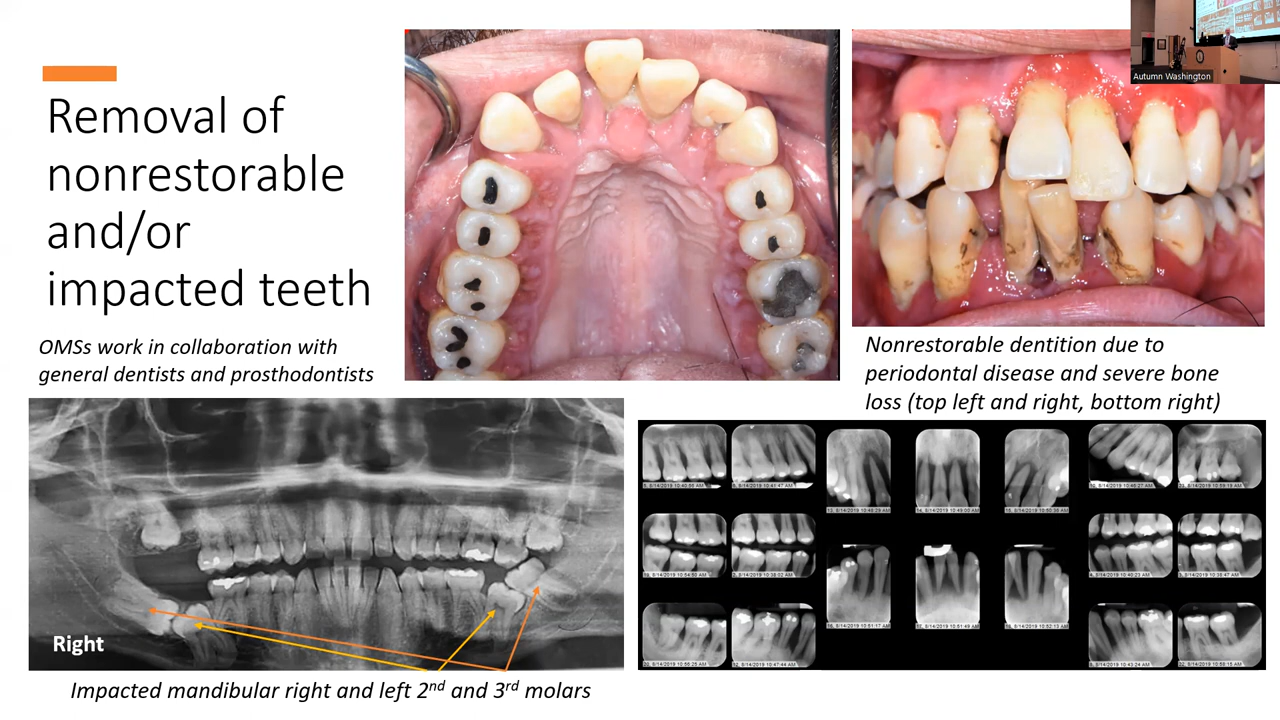 Autumn Washington
Removal of
nonrestorable
and/or
impacted teeth
OMSs work in collaboration with
general dentists and prosthodontists
Nonrestorable dentition due to
periodontal disease and severe bone
loss (top left and right, bottom right)
Right
Impacted mandibular right and left 2nd and 3rd molars